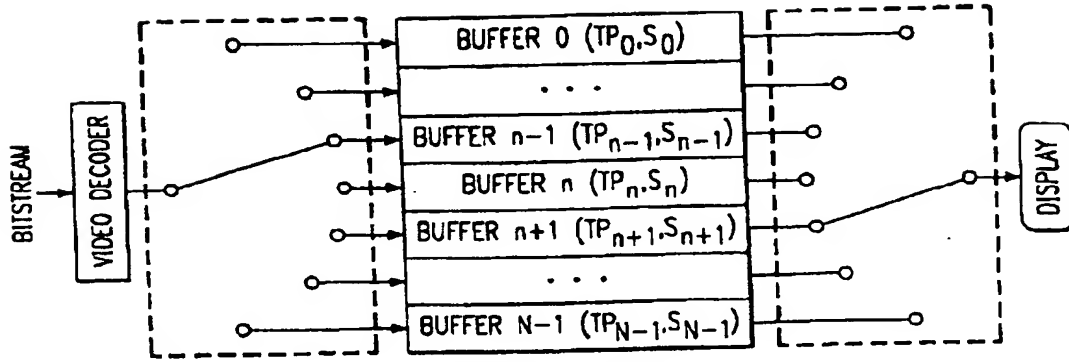 BITSTREAM
VIDEO DECODER
BUFFER 0 (TP0,S0)
. . .
BUFFER n-1 (TPn-1,Sn-1)
BUFFER n (TPn,Sn)
BUFFER n+1 (TPn+1,Sn+1)
. . .
BUFFER N-1 (TPN-1,SN-1)
DISPLAY